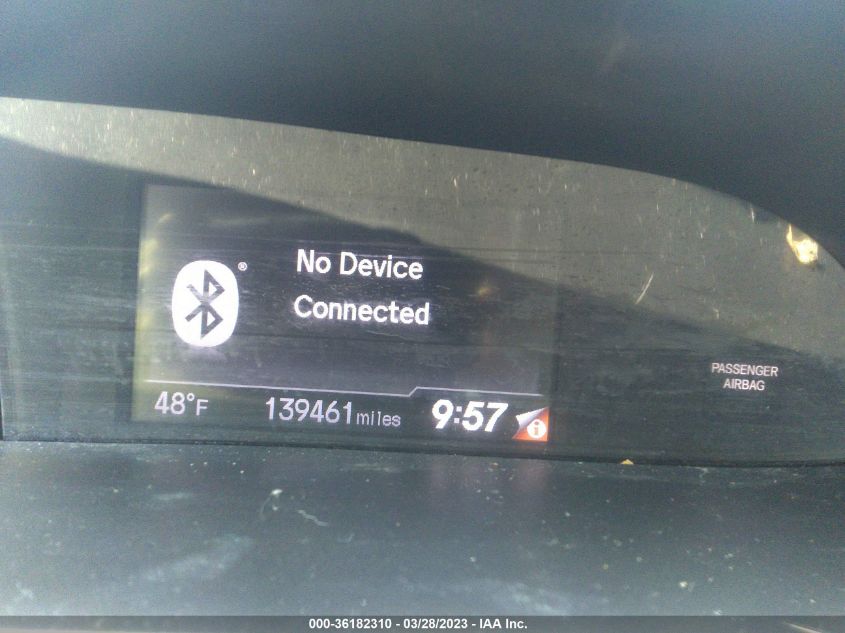 ®
No Device
Connected
PASSENGER
AIRBAG
48°F 139461 miles 9:57 i
000-36182310 - 03/28/2023 - IAA Inc.